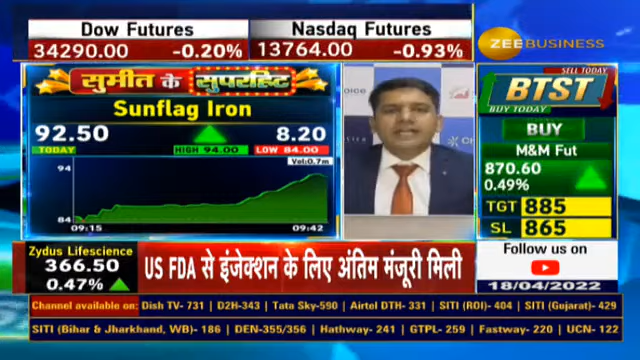 Dow Futures
34290.00 -0.20%
Nasdaq Futures
13764.00 -0.93%
ZEE BUSINESS
सुमीत के सुपरहिट
Sunflag Iron
92.50 8.20
TODAY HIGH 94.00 LOW 84.00
Vol:0.7m
94
84
09:15 09:42
SELL TODAY
BTST
BUY TODAY
BUY
M&M Fut
870.60
0.49%
TGT 885
SL 865
Zydus Lifescience
366.50
0.47%
US FDA से इंजेक्शन के लिए अंतिम मंजूरी मिली
Follow us on
18/04/2022
Channel available on: Dish TV- 731 | D2H-343 | Tata Sky-590 | Airtel DTH- 331 | SITI (ROI)- 404 | SITI (Gujarat)- 429
SITI (Bihar & Jharkhand, WB)- 186 | DEN-355/356 | Hathway- 241 | GTPL- 259 | Fastway- 220 | UCN- 122